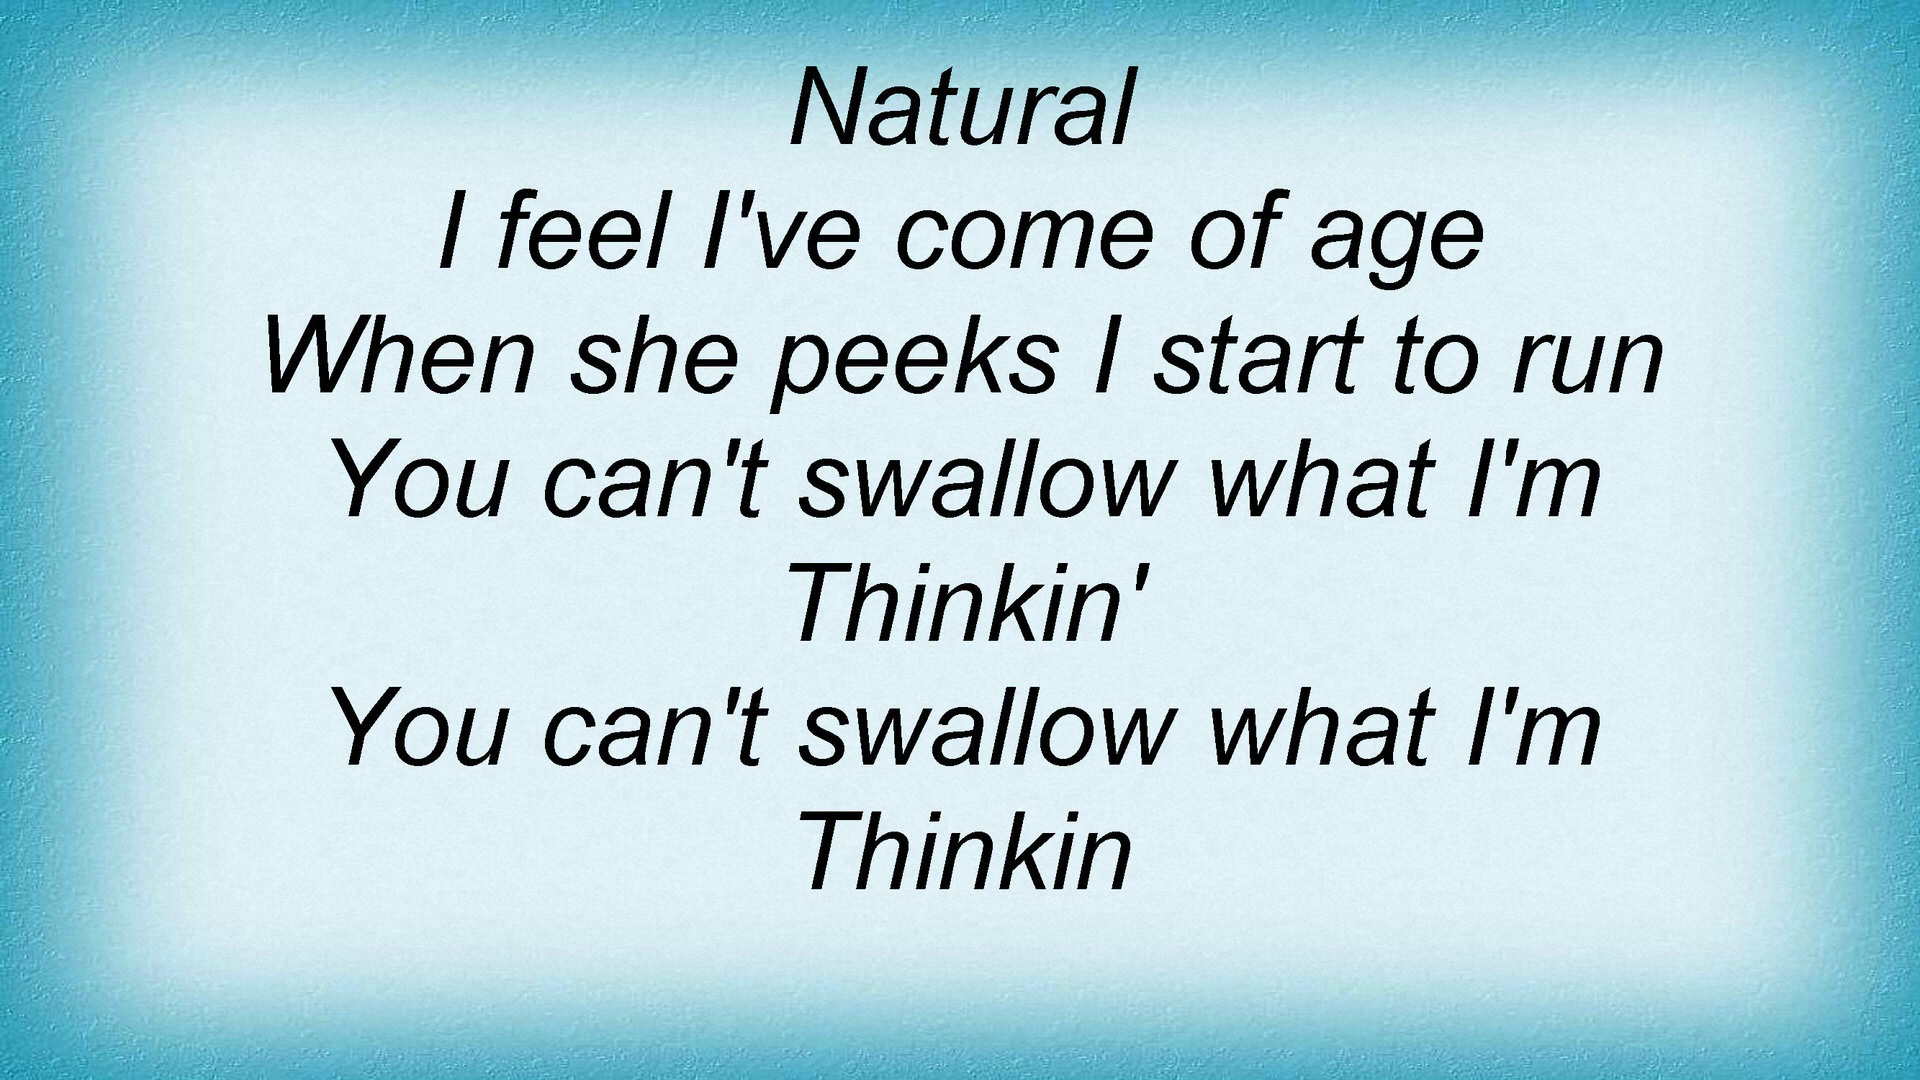 Natural
I feel I've come of age
When she peeks I start to run
You can't swallow what I'm
Thinkin'
You can't swallow what I'm
Thinkin